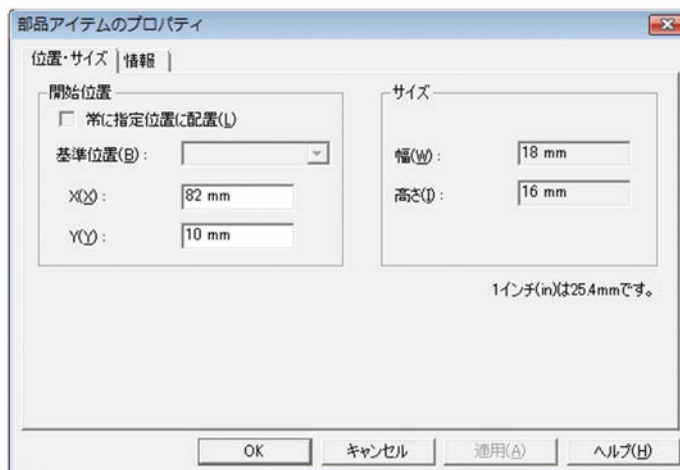 部品アイテムのプロパティ
位置・サイズ 情報
開始位置
常に指定位置に配置(L)
基準位置(B):
X(X): 82 mm
Y(Y): 10 mm
サイズ
幅(W): 18 mm
高さ(I): 16 mm
1インチ(in)は25.4mmです。
OK キャンセル 適用(A) ヘルプ(H)